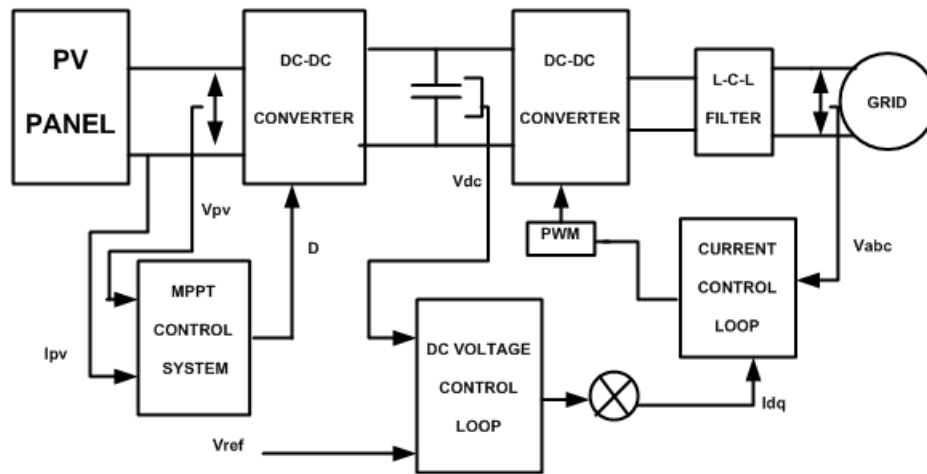 PV
PANEL
DC-DC
CONVERTER
DC-DC
CONVERTER
L-C-L
FILTER
GRID
Vpv
Vdc
PWM
D
CURRENT
CONTROL
LOOP
Vabc
MPPT
CONTROL
SYSTEM
Ipv
DC VOLTAGE
CONTROL
LOOP
Idq
Vref